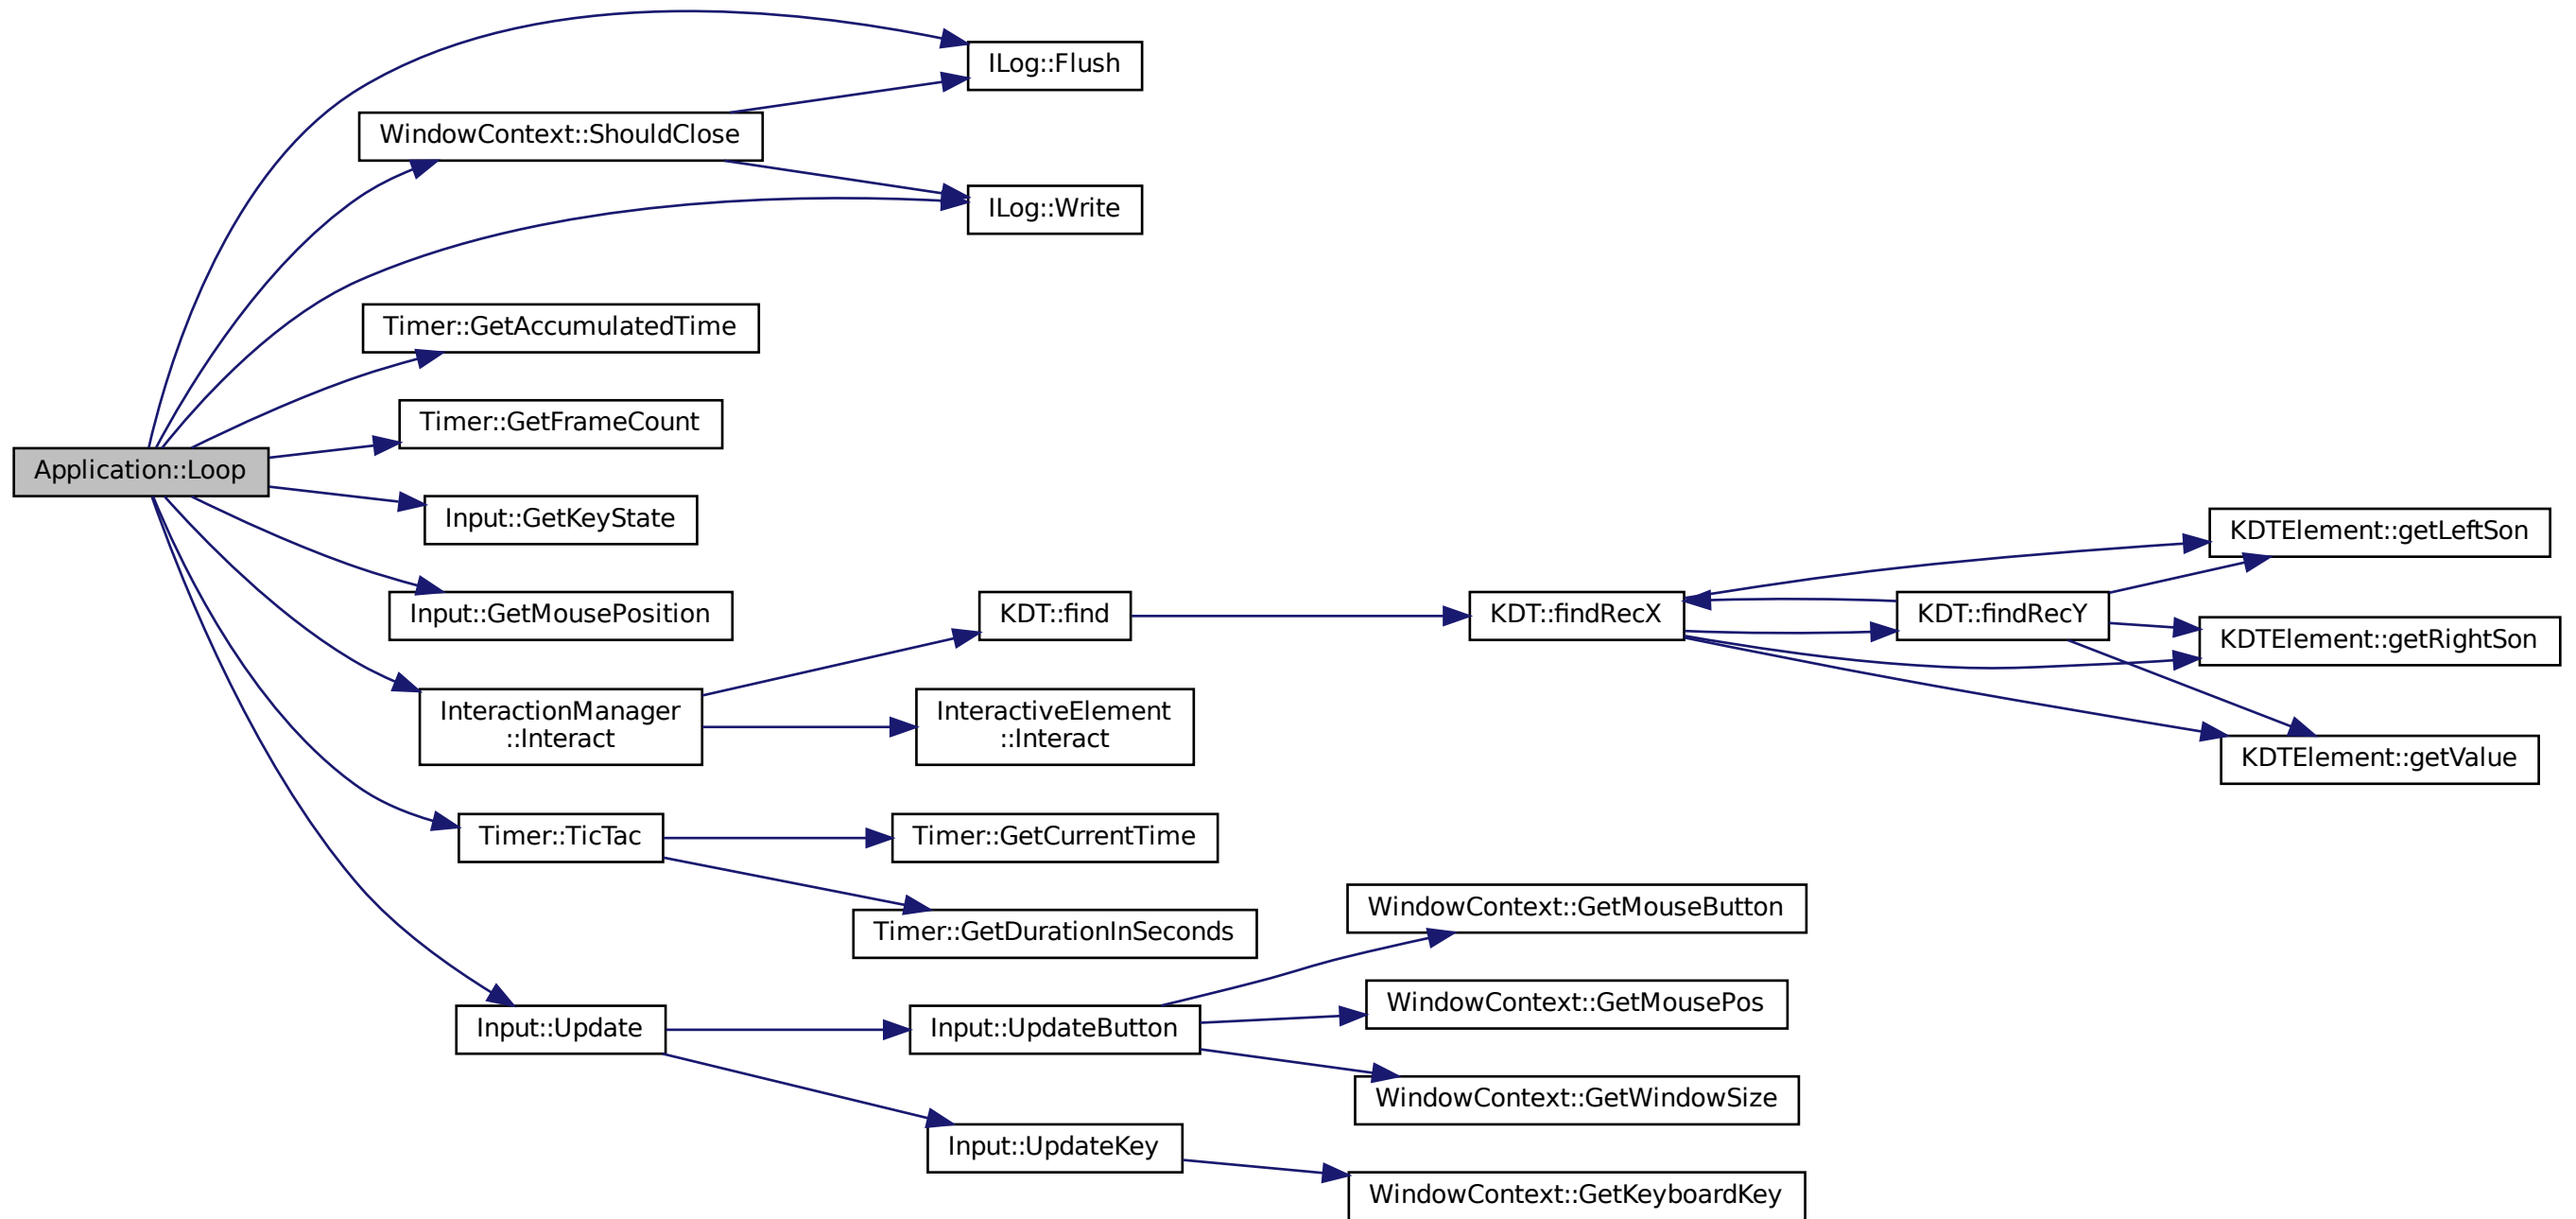 ILog::Flush
WindowContext::ShouldClose
ILog::Write
Timer::GetAccumulatedTime
Timer::GetFrameCount
Application::Loop
Input::GetKeyState
KDTElement::getLeftSon
Input::GetMousePosition
KDT::find
KDT::findRecX
KDT::findRecY
KDTElement::getRightSon
InteractionManager
::Interact
InteractiveElement
::Interact
KDTElement::getValue
Timer::TicTac
Timer::GetCurrentTime
WindowContext::GetMouseButton
Timer::GetDurationInSeconds
WindowContext::GetMousePos
Input::Update
Input::UpdateButton
WindowContext::GetWindowSize
Input::UpdateKey
WindowContext::GetKeyboardKey